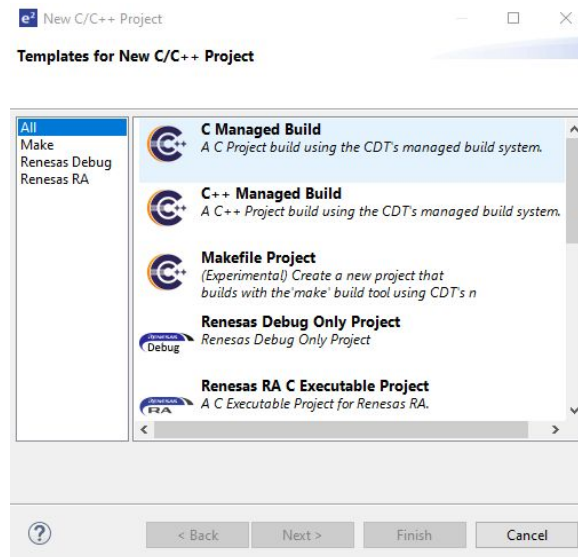 e² New C/C++ Project
Templates for New C/C++ Project
All
Make
Renesas Debug
Renesas RA
C Managed Build
A C Project build using the CDT's managed build system.
C++ Managed Build
A C++ Project build using the CDT's managed build system.
Makefile Project
(Experimental) Create a new project that
builds with the'make' build tool using CDT's n
RENESAS
Debug
Renesas Debug Only Project
Renesas Debug Only Project
RENESAS
RA
Renesas RA C Executable Project
A C Executable Project for Renesas RA.
?
< Back
Next >
Finish
Cancel